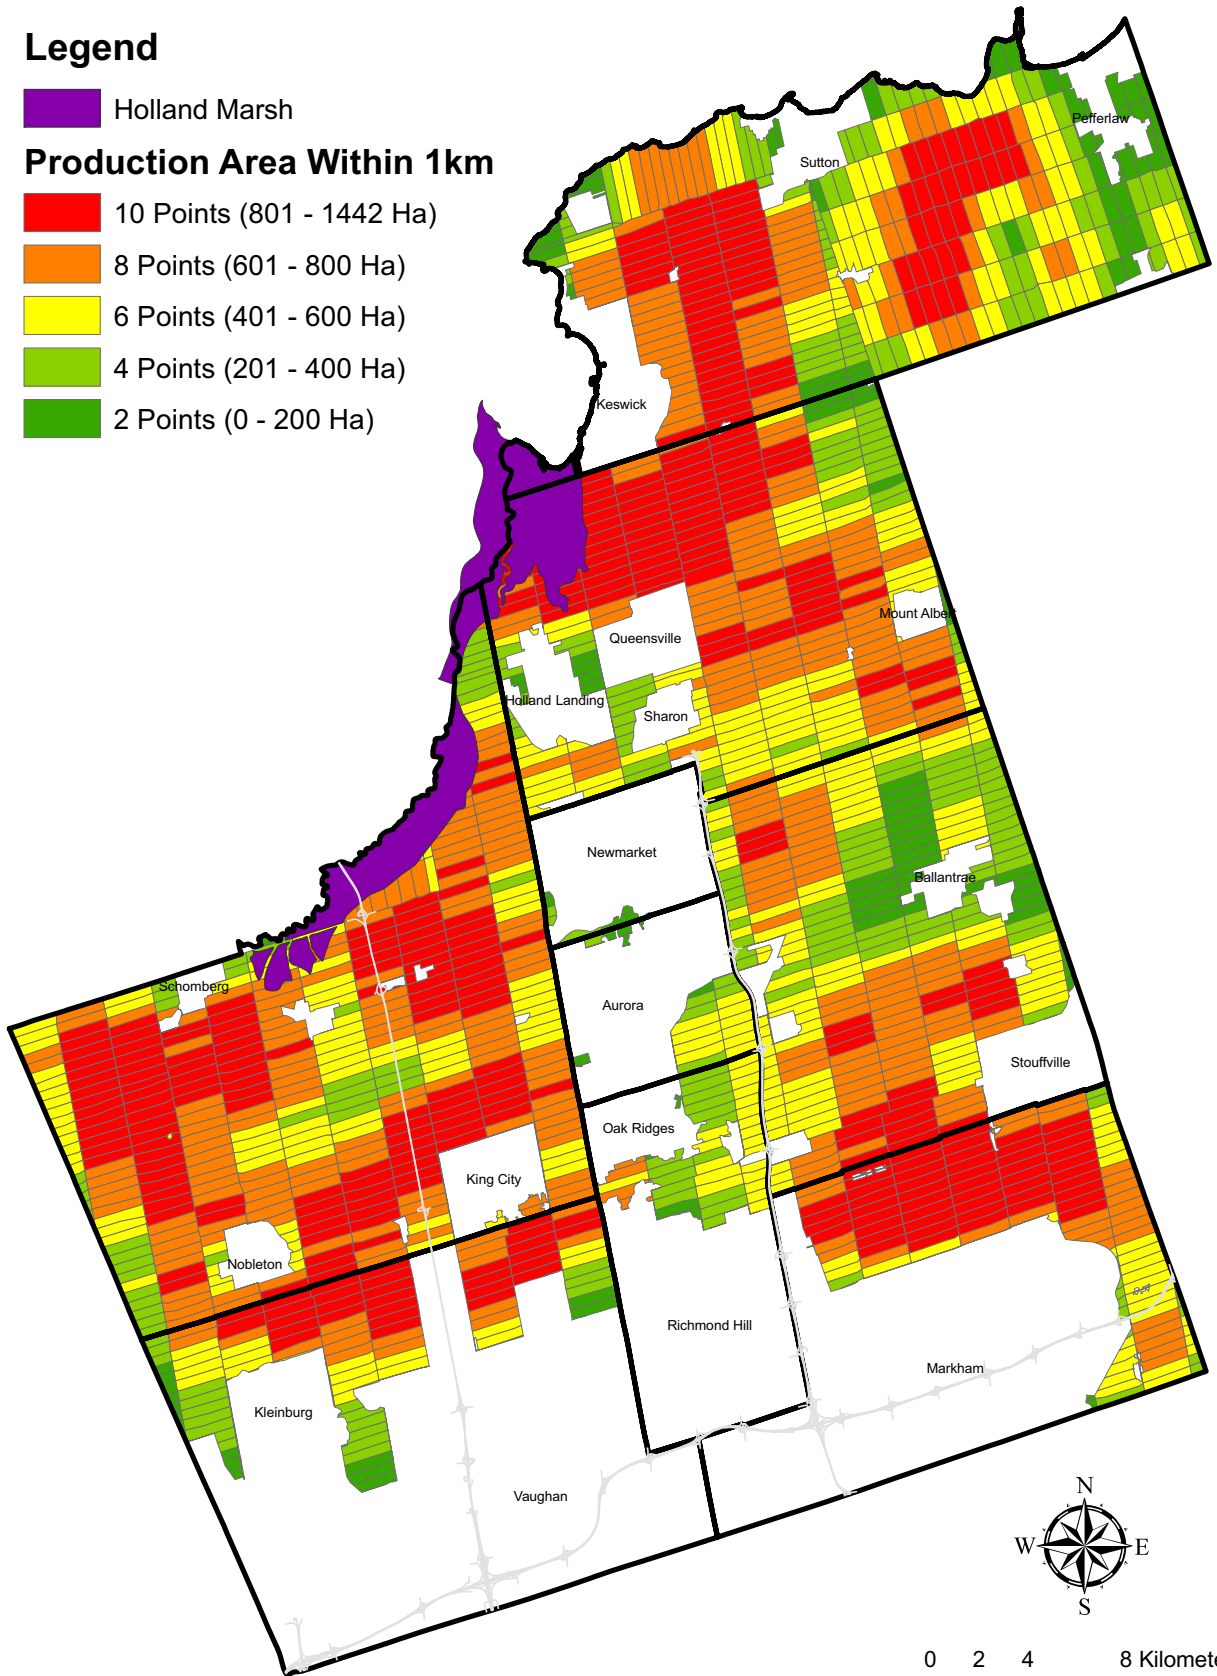 Legend
Holland Marsh
Production Area Within 1km
10 Points (801 - 1442 Ha)
8 Points (601 - 800 Ha)
6 Points (401 - 600 Ha)
4 Points (201 - 400 Ha)
2 Points (0 - 200 Ha)
Pefferlaw
Sutton
Keswick
Mount Albert
Queensville
Holland Landing
Sharon
Newmarket
Ballantrae
Schomberg
Aurora
Stouffville
Oak Ridges
King City
Nobleton
Richmond Hill
Markham
Kleinburg
Vaughan
N
W E
S
0 2 4 8 Kilomete